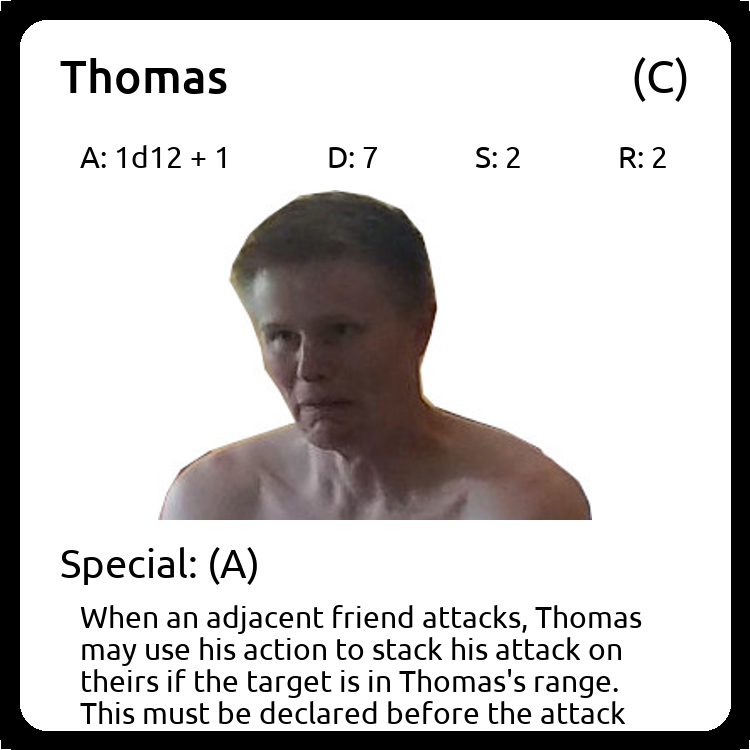 Thomas (C)
A: 1d12 + 1 D: 7 S: 2 R: 2
Special: (A)
When an adjacent friend attacks, Thomas
may use his action to stack his attack on
theirs if the target is in Thomas's range.
This must be declared before the attack